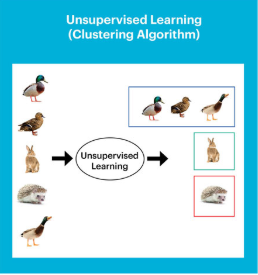 Unsupervised Learning
(Clustering Algorithm)
Unsupervised
Learning